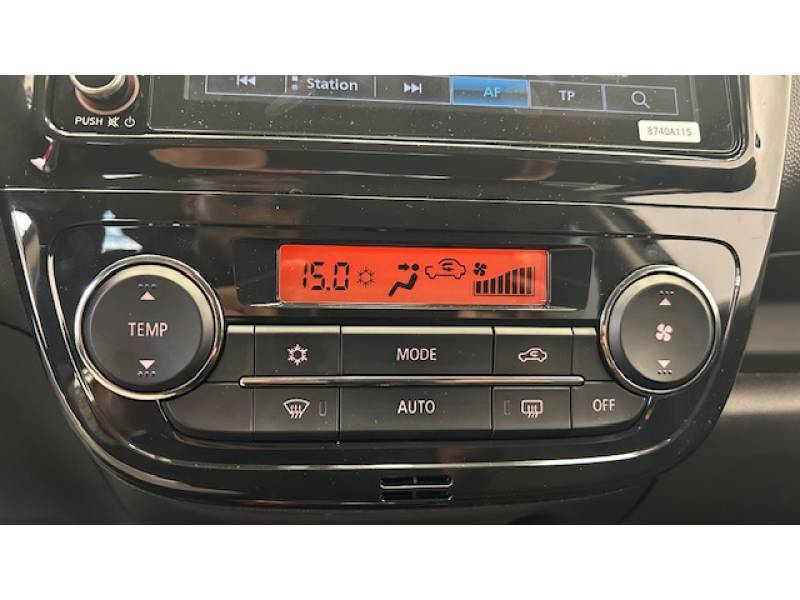 Station
AF
TP
PUSH
8740A115
15.0
TEMP
MODE
AUTO
OFF